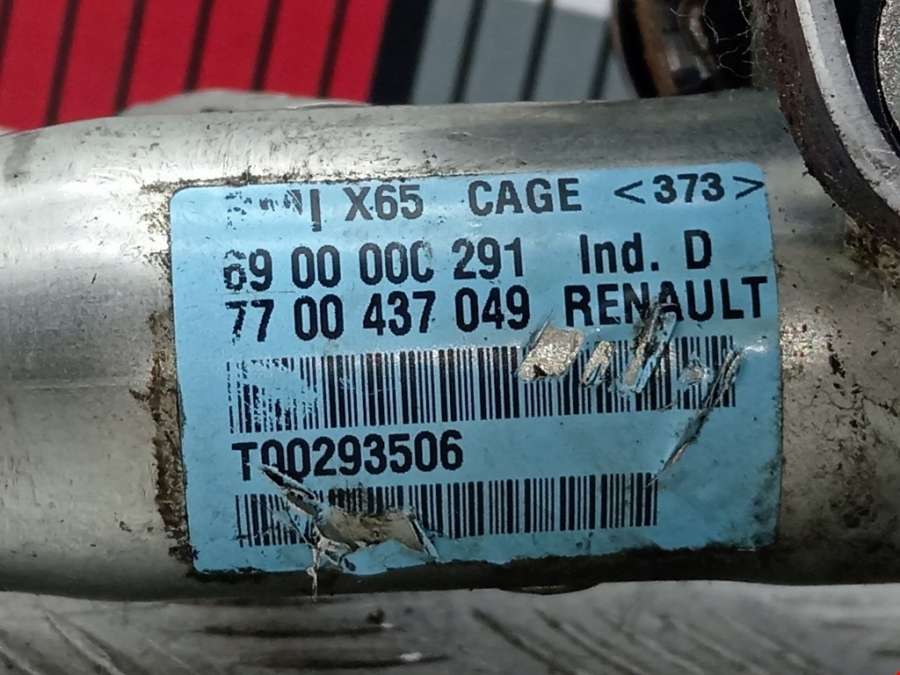 X65 CAGE <373>
69 00 000 291 Ind. D
77 00 437 049 RENAULT
T00293506